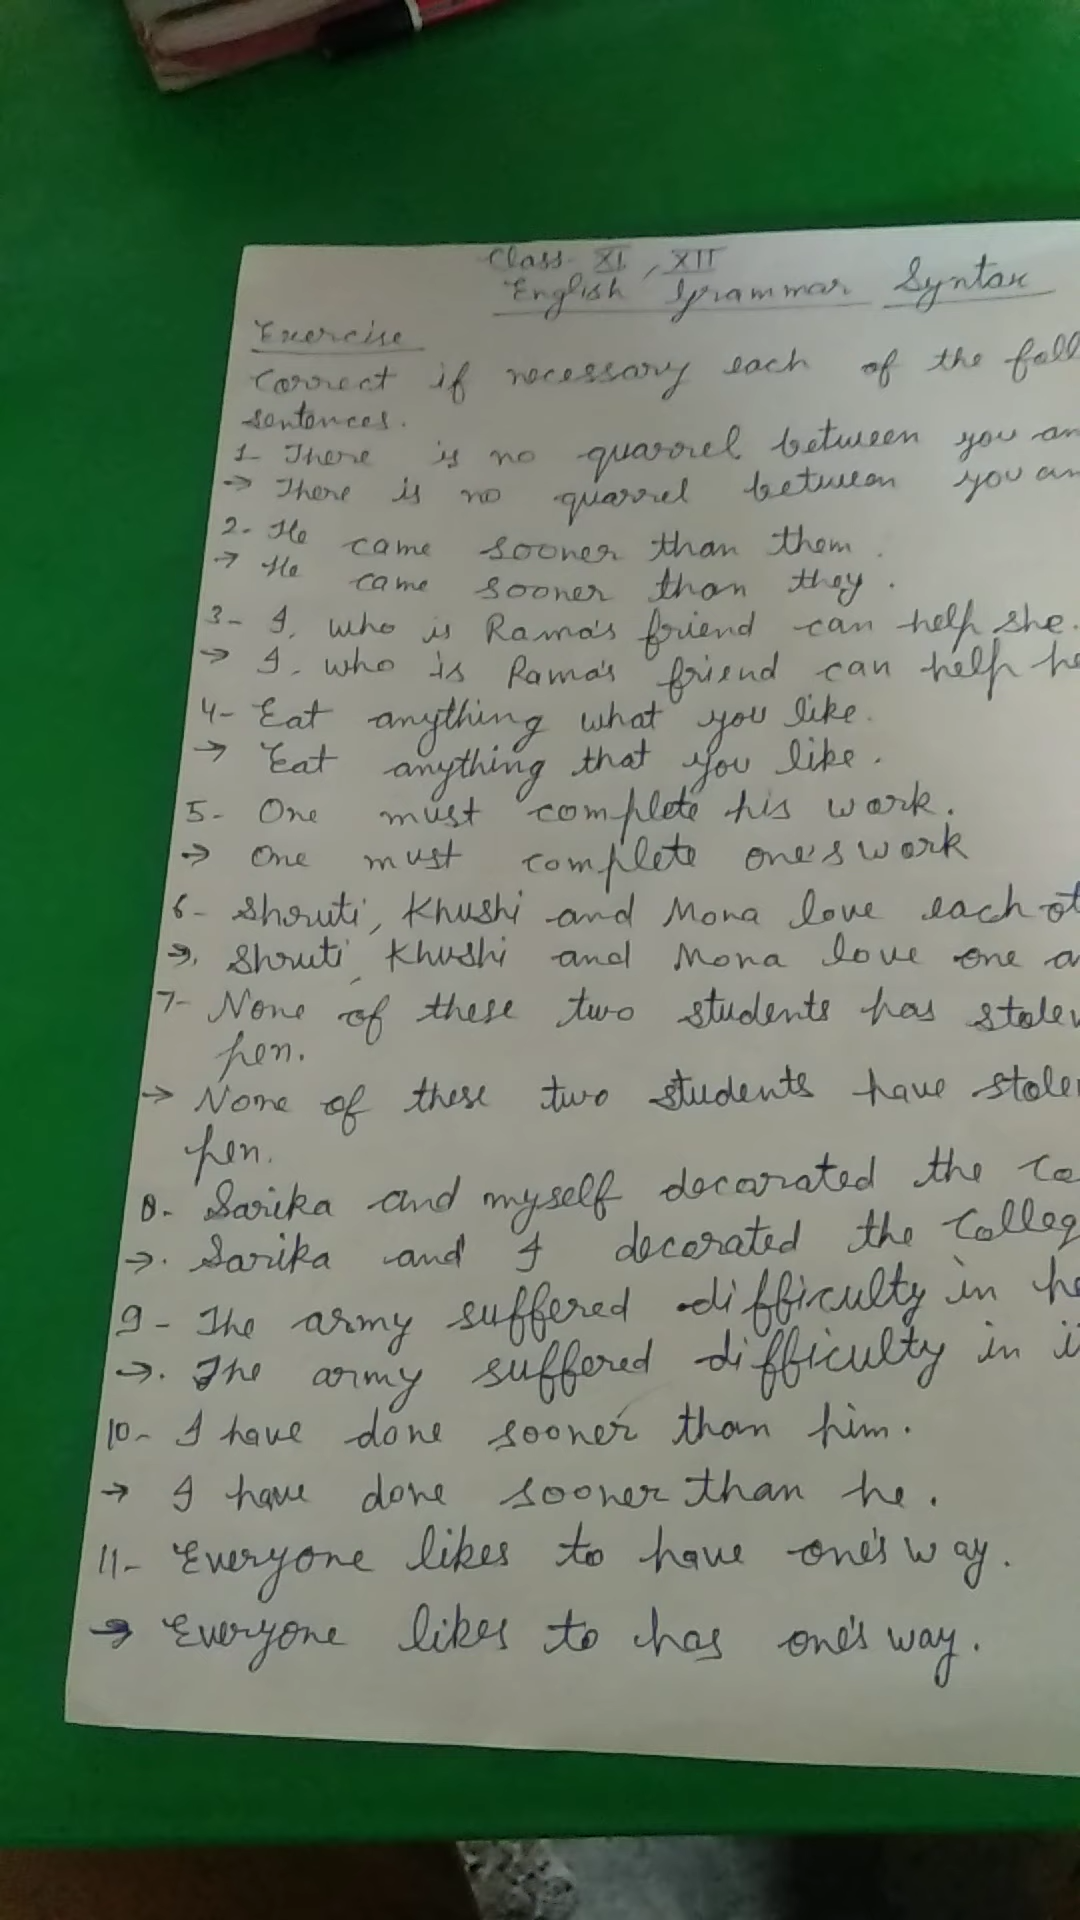 Class XI, XII
English Grammar Syntax
Exercise
Correct if necessary each of the foll
sentences.
1- There is no quarrel between you an
→ There is no quarrel between you an
2- He came sooner than them.
→ He came sooner than they.
3- I, who is Rama's friend can help she.
→ I, who is Rama's friend can help he
4- Eat anything what you like.
→ Eat anything that you like.
5- One must complete his work.
→ One must complete one's work
6- Shruti, Khushi and Mona love each ot
→. Shruti, Khushi and Mona love one a
7- None of these two students has stolen
pen.
→ None of these two students have stolen
pen.
8- Sarika and myself decorated the Co
→. Sarika and I decorated the Colleg
9- The army suffered difficulty in he
→. The army suffered difficulty in i
10- I have done sooner than him.
→ I have done sooner than he.
11- Everyone likes to have one's way.
→ Everyone likes to has one's way.